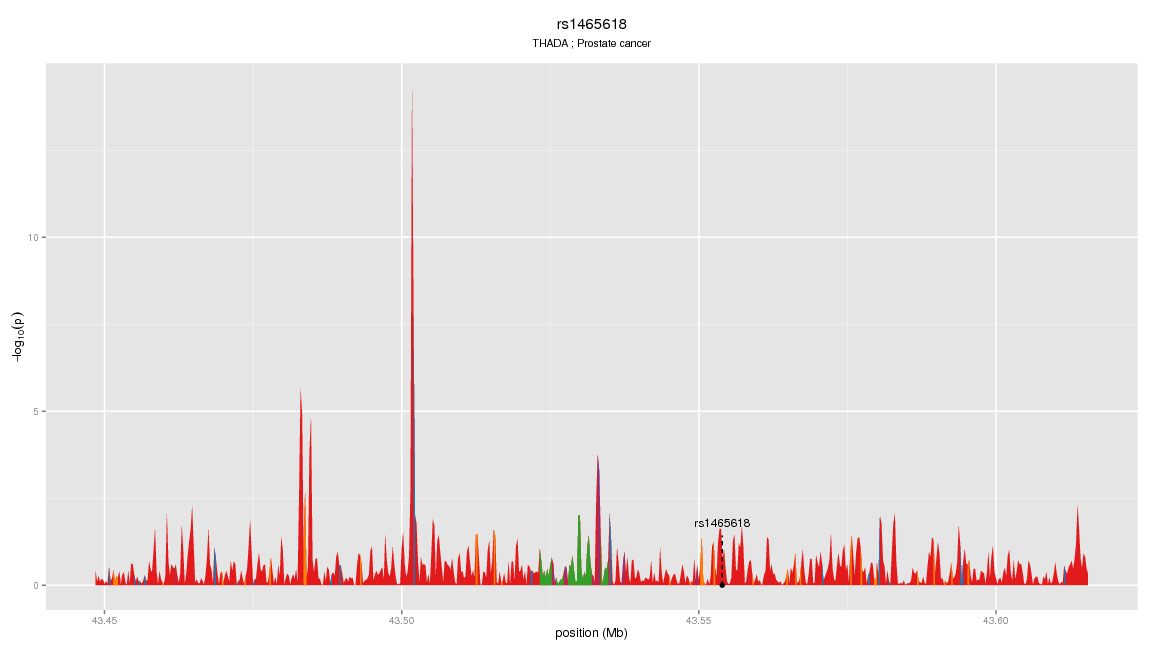 rs1465618
THADA ; Prostate cancer
10
5
0
−log10(p)
rs1465618
43.45 43.50 43.55 43.60
position (Mb)